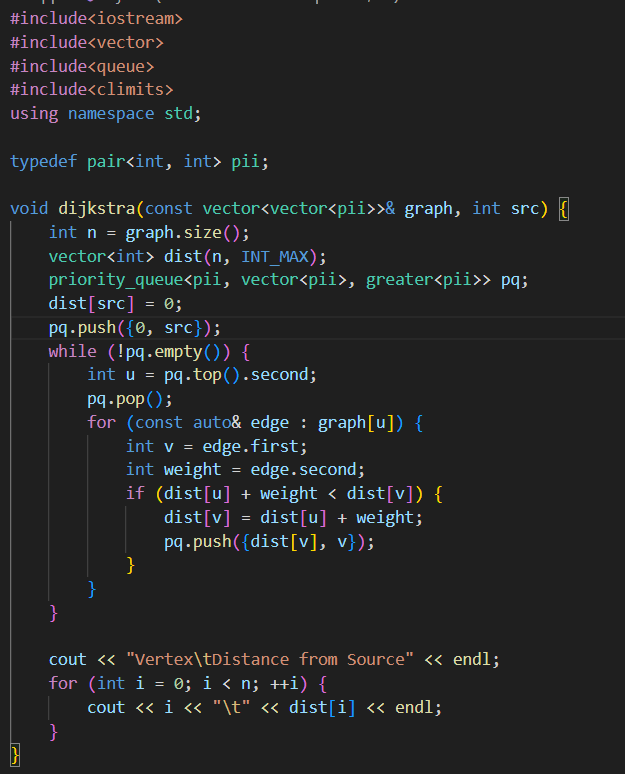 #include<iostream>
#include<vector>
#include<queue>
#include<climits>
using namespace std;

typedef pair<int, int> pii;

void dijkstra(const vector<vector<pii>>& graph, int src) {
    int n = graph.size();
    vector<int> dist(n, INT_MAX);
    priority_queue<pii, vector<pii>, greater<pii>> pq;
    dist[src] = 0;
    pq.push({0, src});
    while (!pq.empty()) {
        int u = pq.top().second;
        pq.pop();
        for (const auto& edge : graph[u]) {
            int v = edge.first;
            int weight = edge.second;
            if (dist[u] + weight < dist[v]) {
                dist[v] = dist[u] + weight;
                pq.push({dist[v], v});
            }
        }
    }

    cout << "Vertex\tDistance from Source" << endl;
    for (int i = 0; i < n; ++i) {
        cout << i << "\t" << dist[i] << endl;
    }
}